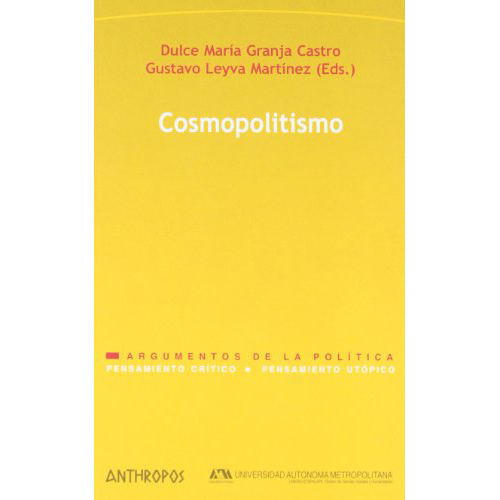 Dulce María Granja Castro
Gustavo Leyva Martínez (Eds.)
Cosmopolitismo
ARGUMENTOS DE LA POLÍTICA
PENSAMIENTO CRÍTICO ● PENSAMIENTO UTÓPICO
ANTHROPOS
UNIVERSIDAD AUTONOMA METROPOLITANA